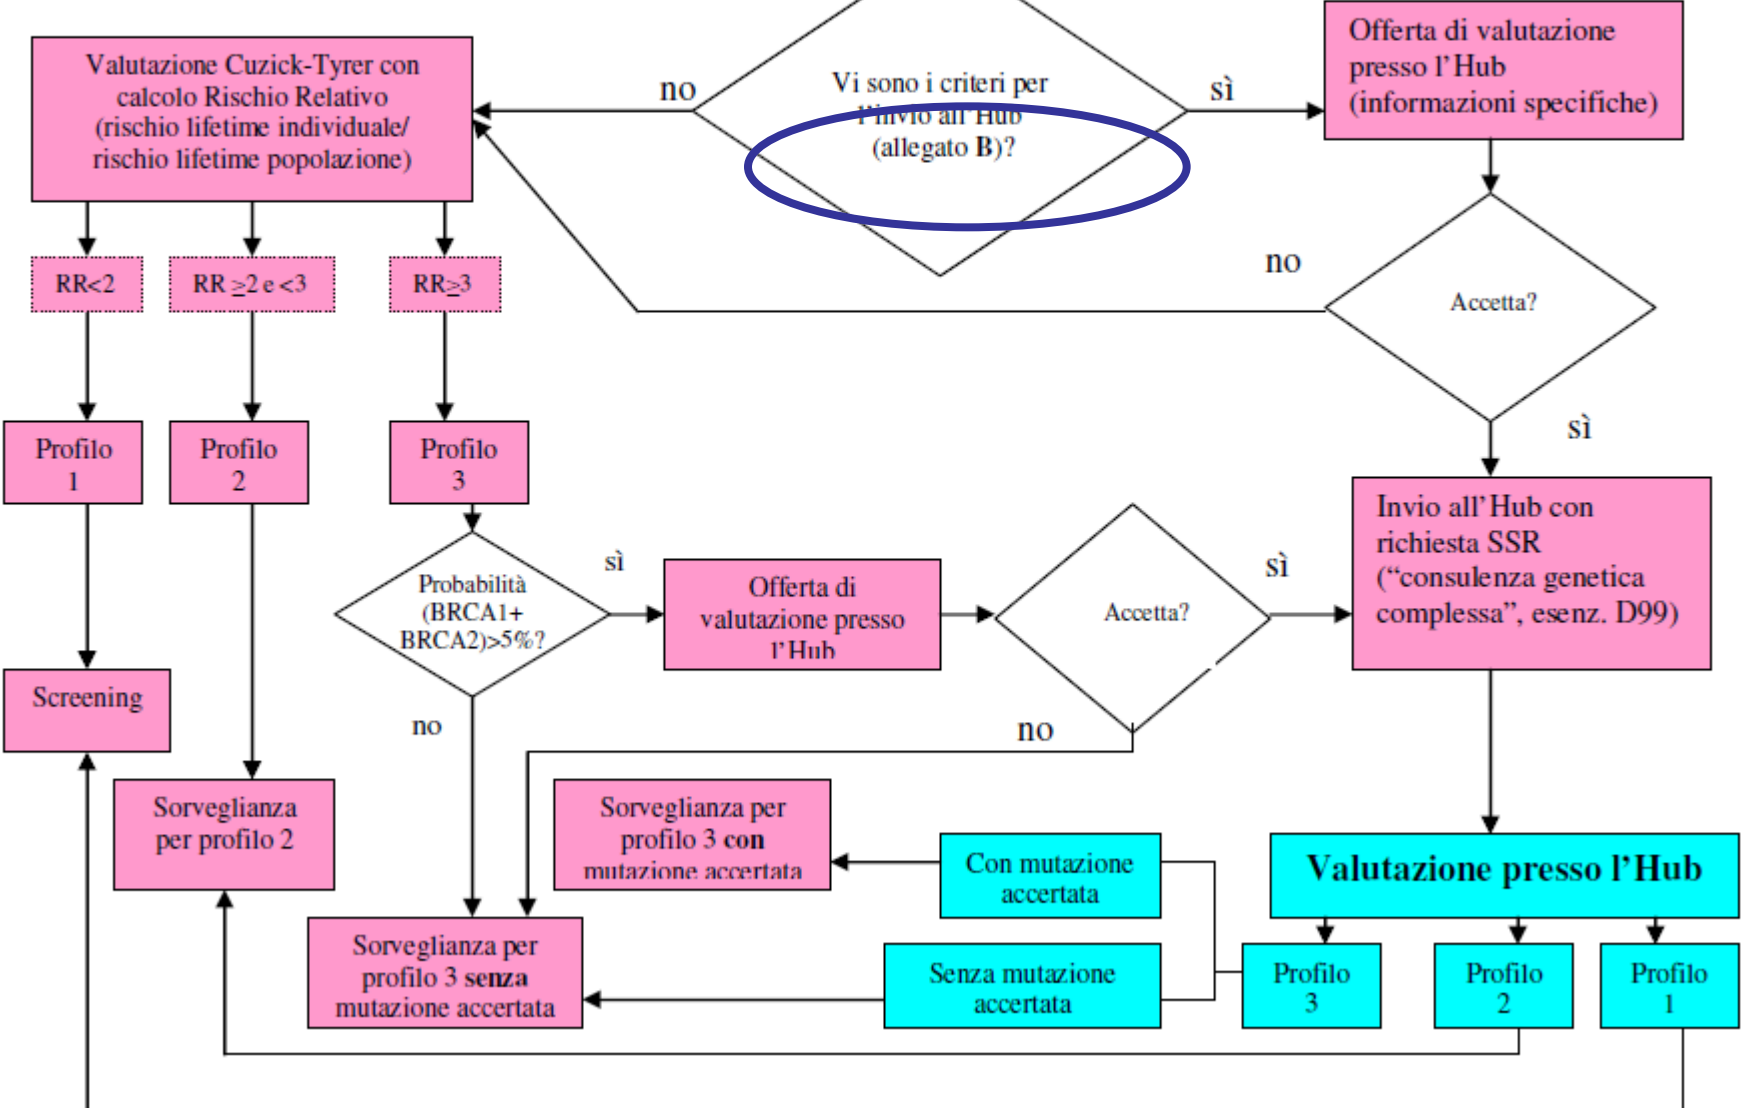 Valutazione Cuzick-Tyrer con
calcolo Rischio Relativo
(rischio lifetime individuale/
rischio lifetime popolazione)
no
Vi sono i criteri per
l'invio all'Hub
(allegato B)?
sì
Offerta di valutazione
presso l'Hub
(informazioni specifiche)
RR<2
RR ≥2 e <3
RR≥3
no
Accetta?
sì
Profilo
1
Profilo
2
Profilo
3
Probabilità
(BRCA1+
BRCA2)>5%?
sì
Offerta di
valutazione presso
l'Hub
Accetta?
sì
Invio all'Hub con
richiesta SSR
("consulenza genetica
complessa", esenz. D99)
Screening
no
no
Sorveglianza
per profilo 2
Sorveglianza per
profilo 3 con
mutazione accertata
Con mutazione
accertata
Valutazione presso l'Hub
Sorveglianza per
profilo 3 senza
mutazione accertata
Senza mutazione
accertata
Profilo
3
Profilo
2
Profilo
1